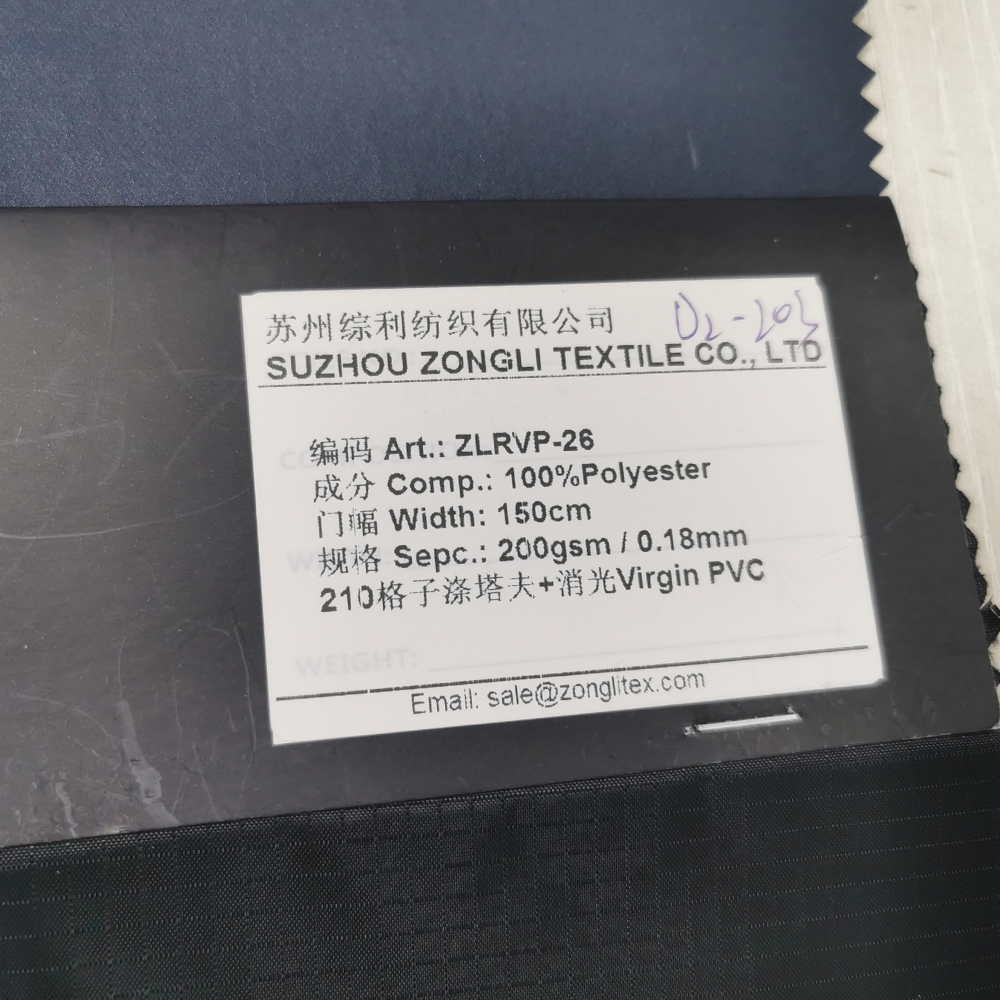 苏州综利纺织有限公司
D2-203
SUZHOU ZONGLI TEXTILE CO., LTD
编码 Art.: ZLRVP-26
成分 Comp.: 100%Polyester
门幅 Width: 150cm
规格 Sepc.: 200gsm / 0.18mm
210格子涤塔夫+消光Virgin PVC
WEIGHT:
Email: sale@zonglitex.com